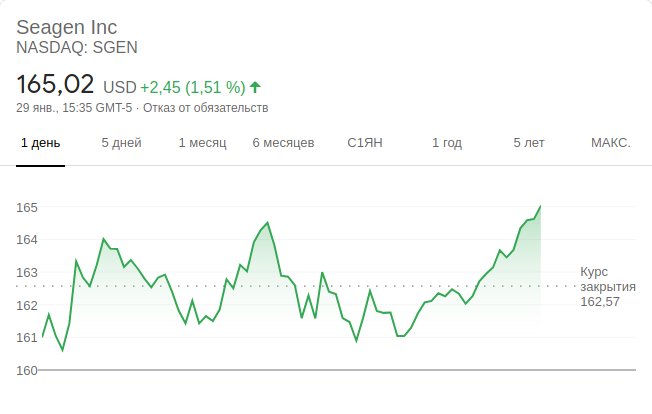 Seagen Inc
NASDAQ: SGEN
165,02 USD +2,45 (1,51 %)
29 янв., 15:35 GMT-5 · Отказ от обязательств
1 день 5 дней 1 месяц 6 месяцев С1ЯН 1 год 5 лет МАКС.
165
164
163
162
161
160
Курс
закрытия
162,57